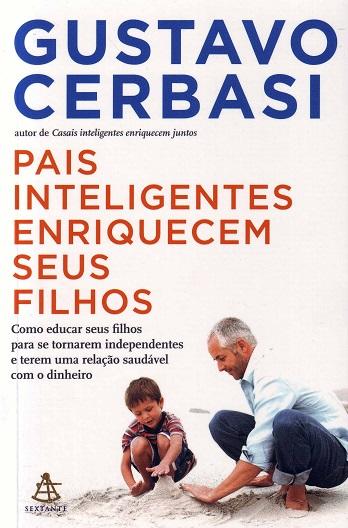 GUSTAVO
CERBASI
autor de Casais inteligentes enriquecem juntos
PAIS
INTELIGENTES
ENRIQUECEM
SEUS
FILHOS
Como educar seus filhos
para se tornarem independentes
e terem uma relação saudável
com o dinheiro
SEXTANTE